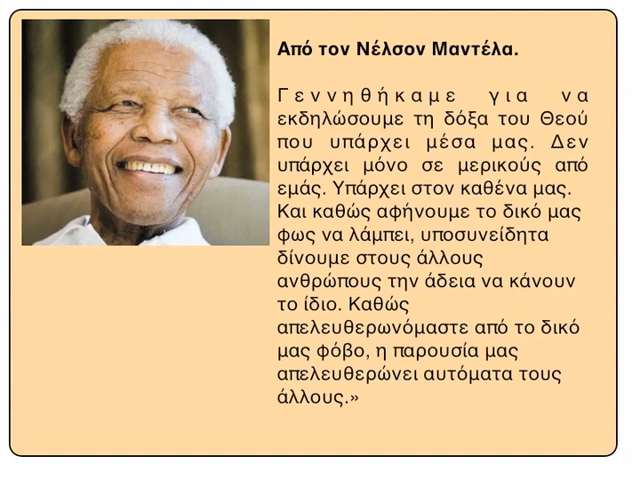 Από τον Νέλσον Μαντέλα.
Γεννηθήκαμε για να
εκδηλώσουμε τη δόξα του Θεού
που υπάρχει μέσα μας. Δεν
υπάρχει μόνο σε μερικούς από
εμάς. Υπάρχει στον καθένα μας.
Και καθώς αφήνουμε το δικό μας
φως να λάμπει, υποσυνείδητα
δίνουμε στους άλλους
ανθρώπους την άδεια να κάνουν
το ίδιο. Καθώς
απελευθερωνόμαστε από το δικό
μας φόβο, η παρουσία μας
απελευθερώνει αυτόματα τους
άλλους.»